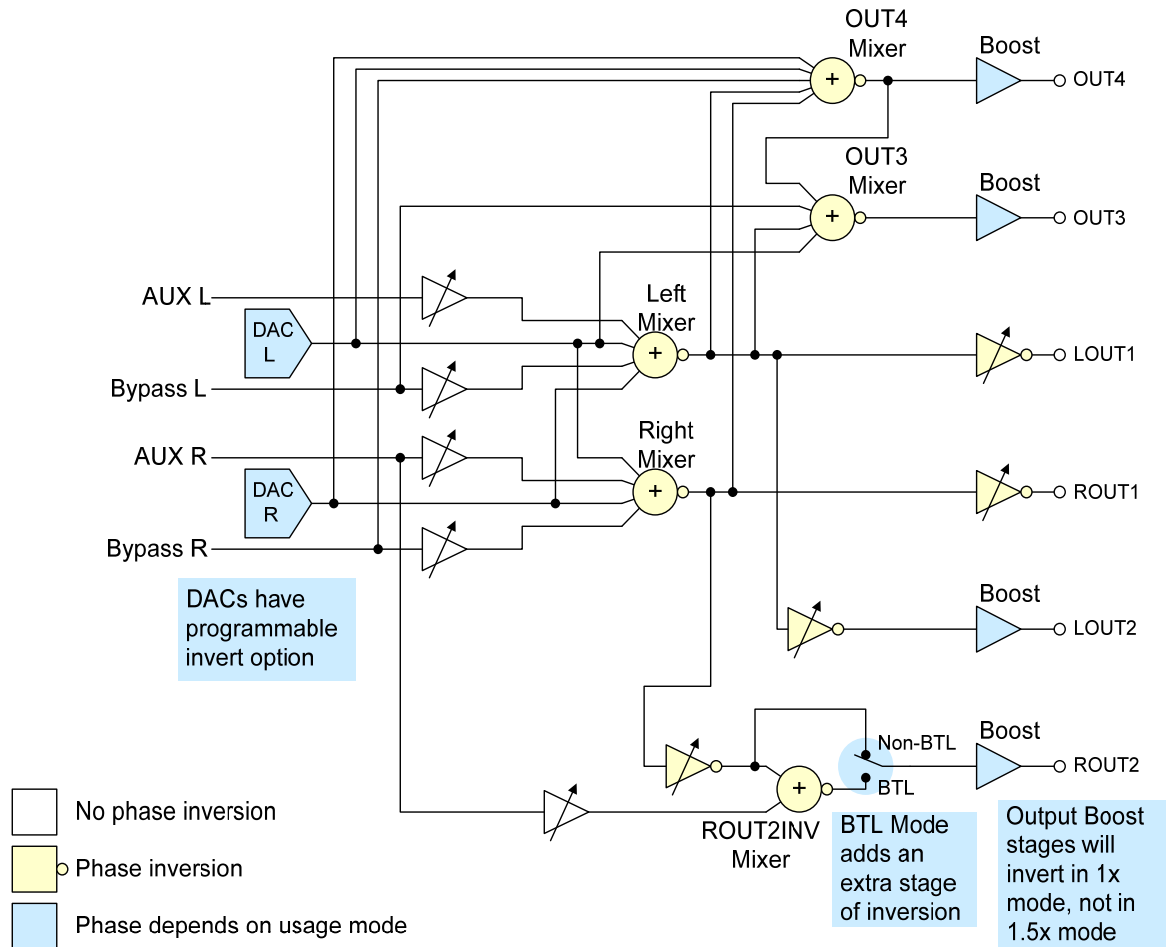 OUT4
Mixer
Boost
+
OUT4
OUT3
Mixer
Boost
+
OUT3
AUX L
Left
Mixer
DAC
L
+
LOUT1
Bypass L
Right
Mixer
AUX R
DAC
R
+
ROUT1
Bypass R
DACs have
programmable
invert option
Boost
LOUT2
Boost
Non-BTL
ROUT2
+
BTL
ROUT2INV
Mixer
BTL Mode
adds an
extra stage
of inversion
Output Boost
stages will
invert in 1x
mode, not in
1.5x mode
No phase inversion
Phase inversion
Phase depends on usage mode